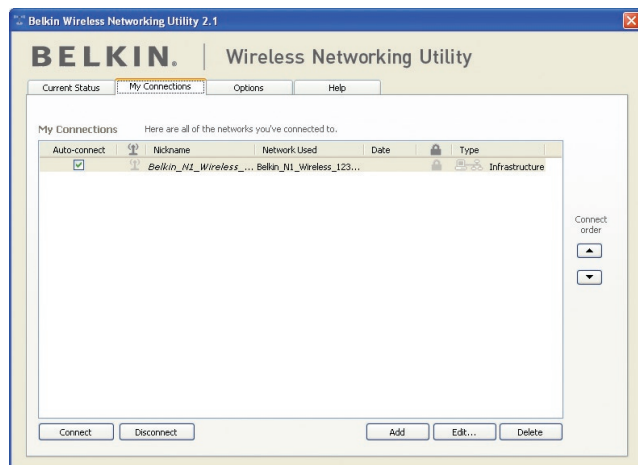 Belkin Wireless Networking Utility 2.1
BELKIN. | Wireless Networking Utility
Current Status My Connections Options Help
My Connections Here are all of the networks you've connected to.
Auto-connect Nickname Network Used Date Type
Belkin_N1_Wireless_... Belkin_N1_Wireless_123... Infrastructure
Connect
order
Connect Disconnect Add Edit... Delete